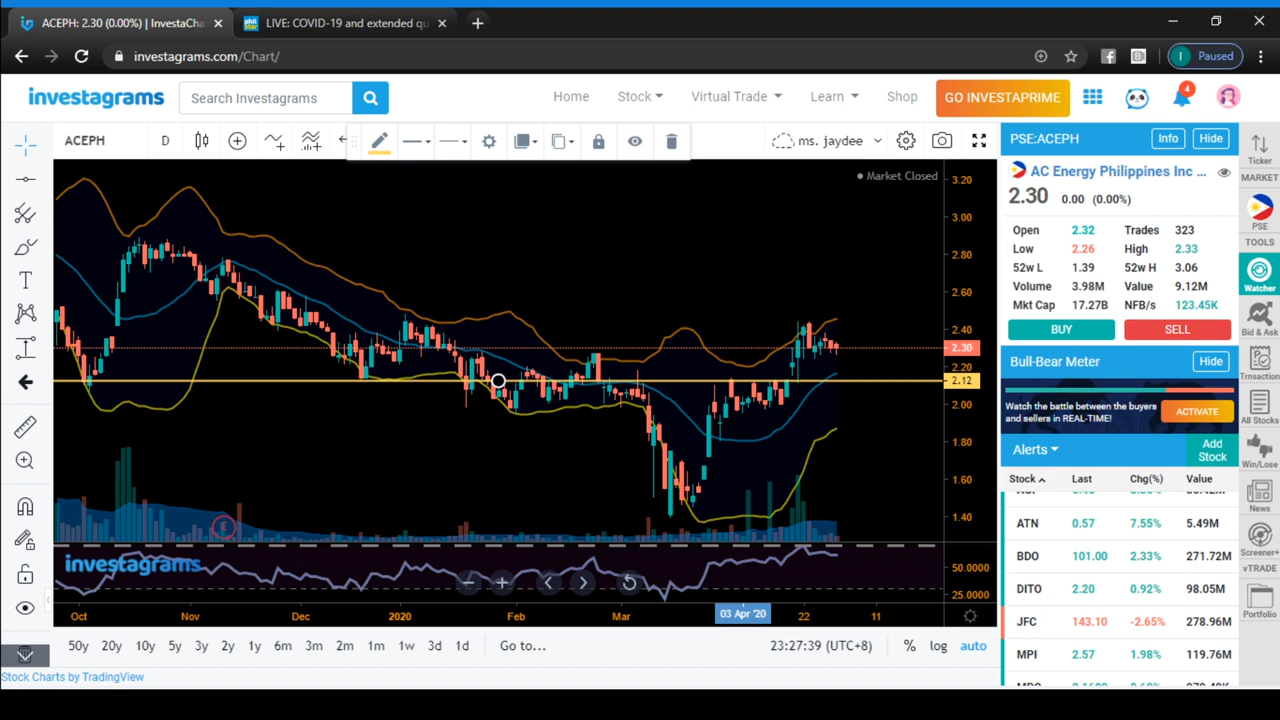 ACEPH: 2.30 (0.00%) | InvestaCha
LIVE: COVID-19 and extended qu
investagrams.com/Chart/
Paused
investagrams
Search Investagrams
Home
Stock
Virtual Trade
Learn
Shop
GO INVESTAPRIME
4
ACEPH
D
ms. jaydee
Market Closed
3.20
3.00
2.80
2.60
2.40
2.30
2.20
2.12
2.00
1.80
1.60
1.40
E
investagrams
50.0000
25.0000
Oct
Nov
Dec
2020
Feb
Mar
03 Apr '20
22
11
50y
20y
10y
5y
3y
2y
1y
6m
3m
2m
1m
1w
3d
1d
Go to...
23:27:39 (UTC+8)
%
log
auto
Stock Charts by TradingView
PSE:ACEPH
Info
Hide
AC Energy Philippines Inc ...
2.30 0.00 (0.00%)
Open 2.32 Trades 323
Low 2.26 High 2.33
52w L 1.39 52w H 3.06
Volume 3.98M Value 9.12M
Mkt Cap 17.27B NFB/s 123.45K
BUY
SELL
Bull-Bear Meter
Hide
Watch the battle between the buyers
and sellers in REAL-TIME!
ACTIVATE
Alerts
Add
Stock
Stock Last Chg(%) Value
ATN 0.57 7.55% 5.49M
BDO 101.00 2.33% 271.72M
DITO 2.20 0.92% 98.05M
JFC 143.10 -2.65% 278.96M
MPI 2.57 1.98% 119.76M
Ticker
MARKET
PSE
TOOLS
Watcher
Bid & Ask
Trnsaction
All Stocks
Win/Lose
News
Screener+
vTRADE
Portfolio